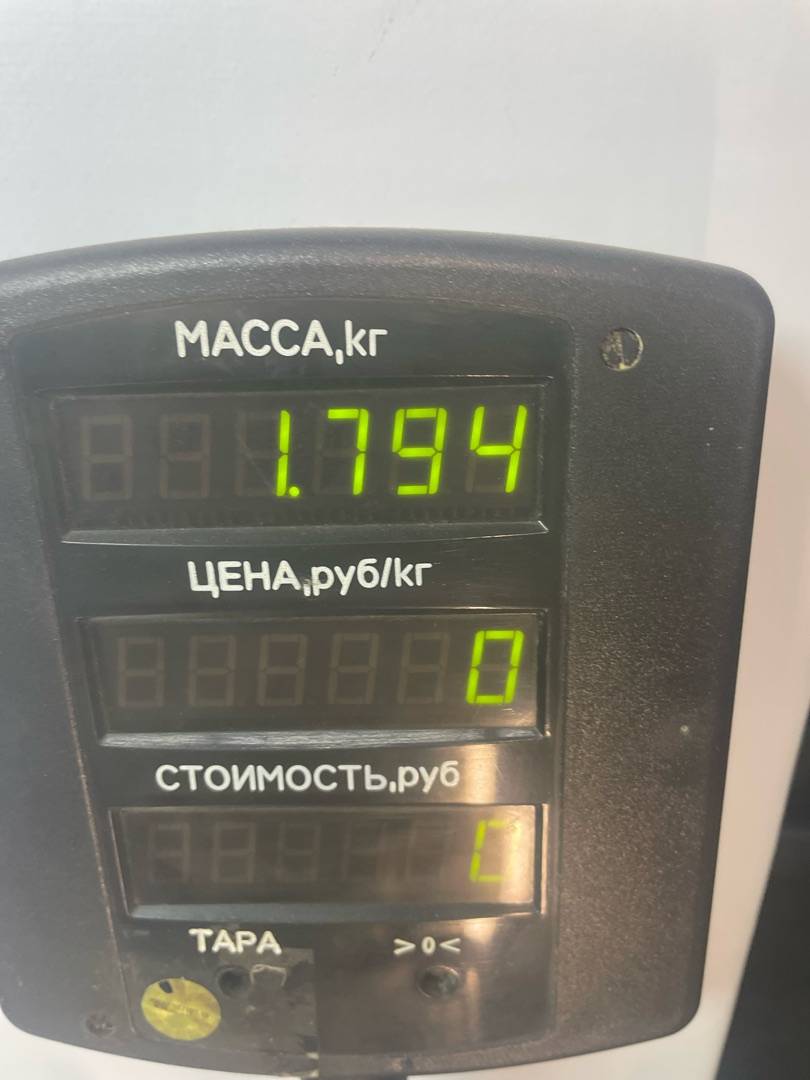 МАССА,кг
1.794
ЦЕНА,руб/кг
0
СТОИМОСТЬ,руб
0
ТАРА >0<